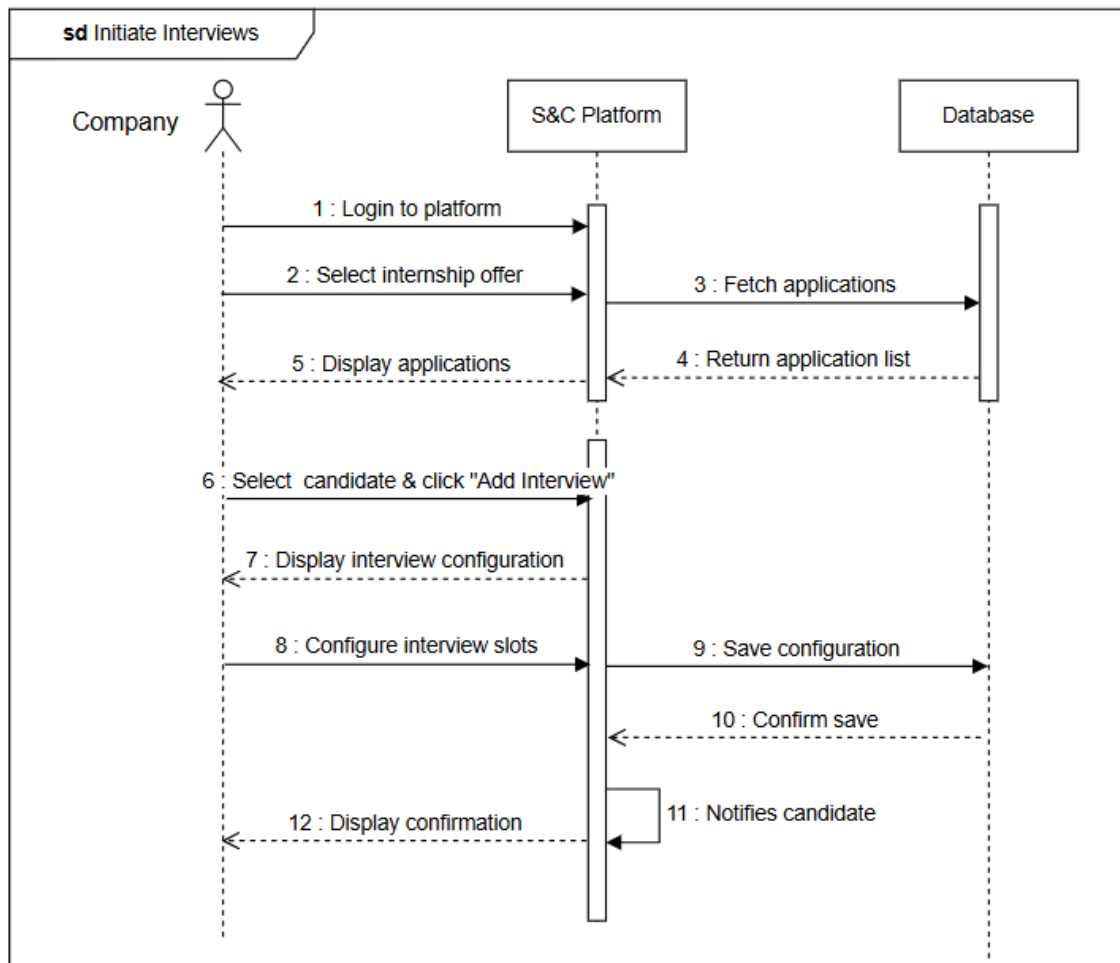 sd Initiate Interviews
Company
S&C Platform
Database
1 : Login to platform
2 : Select internship offer
3 : Fetch applications
4 : Return application list
5 : Display applications
6 : Select  candidate & click "Add Interview"
7 : Display interview configuration
8 : Configure interview slots
9 : Save configuration
10 : Confirm save
11 : Notifies candidate
12 : Display confirmation